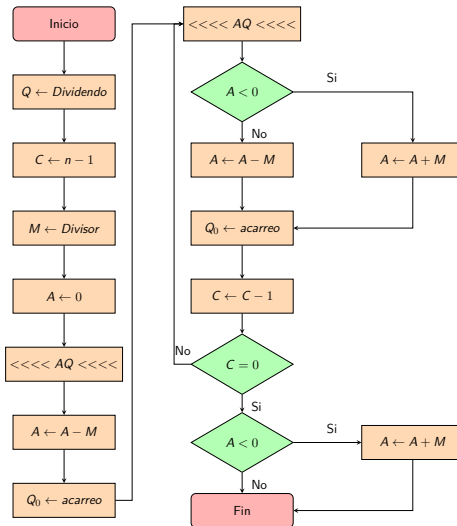 Inicio
Q ← Dividendo
C ← n − 1
M ← Divisor
A ← 0
<<<< AQ <<<<
A ← A − M
Q₀ ← acarreo
<<<< AQ <<<<
A < 0
Si
No
A ← A − M
A ← A + M
Q₀ ← acarreo
C ← C − 1
No
C = 0
Si
A < 0
Si
A ← A + M
No
Fin